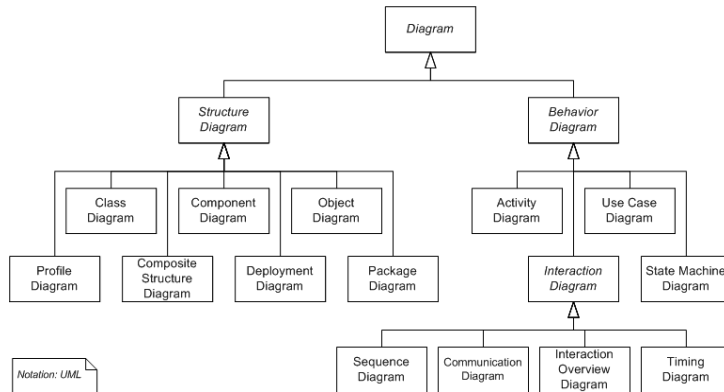 Diagram
Structure
Diagram
Behavior
Diagram
Class
Diagram
Component
Diagram
Object
Diagram
Activity
Diagram
Use Case
Diagram
Profile
Diagram
Composite
Structure
Diagram
Deployment
Diagram
Package
Diagram
Interaction
Diagram
State Machine
Diagram
Sequence
Diagram
Communication
Diagram
Interaction
Overview
Diagram
Timing
Diagram
Notation: UML